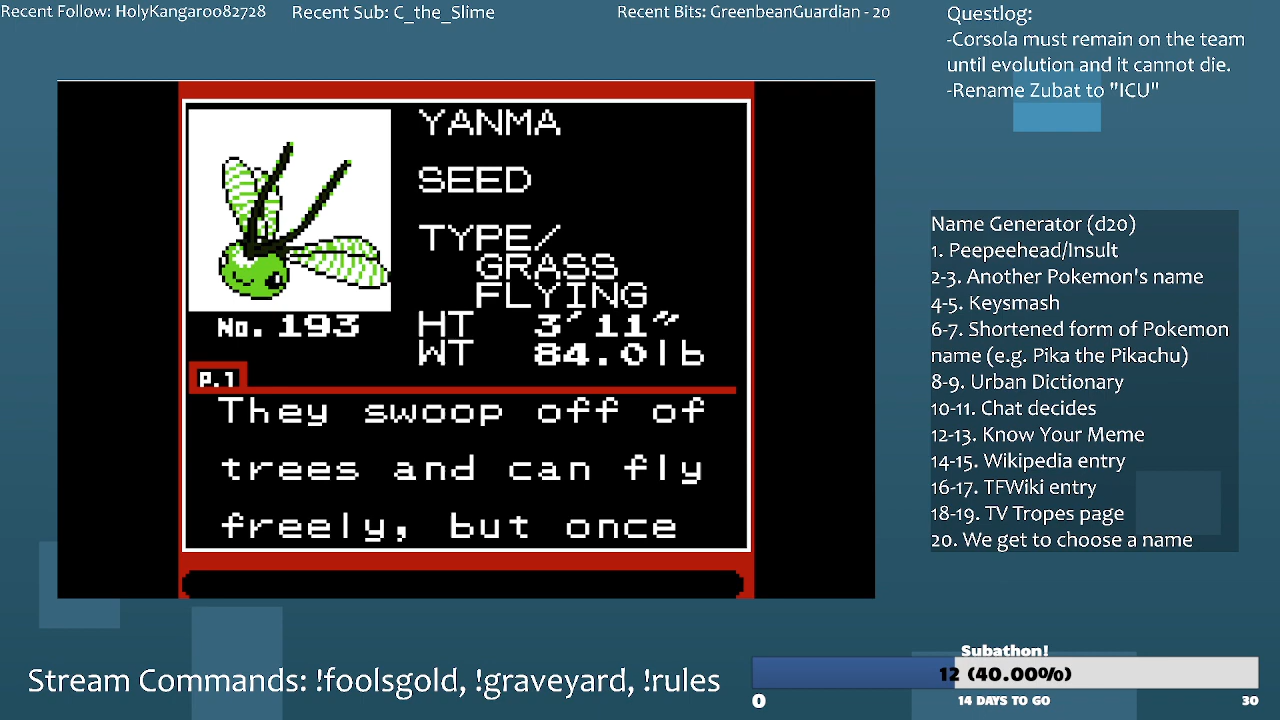 Recent Follow: HolyKangaroo82728
Recent Sub: C_the_Slime
Recent Bits: GreenbeanGuardian - 20
Questlog:
-Corsola must remain on the team
until evolution and it cannot die.
-Rename Zubat to "ICU"
YANMA
SEED
TYPE/
GRASS
FLYING
No. 193
HT 3'11"
WT 84.0lb
P.1
They swoop off of
trees and can fly
freely, but once
Name Generator (d20)
1. Peepeehead/Insult
2-3. Another Pokemon's name
4-5. Keysmash
6-7. Shortened form of Pokemon
name (e.g. Pika the Pikachu)
8-9. Urban Dictionary
10-11. Chat decides
12-13. Know Your Meme
14-15. Wikipedia entry
16-17. TFWiki entry
18-19. TV Tropes page
20. We get to choose a name
Stream Commands: !foolsgold, !graveyard, !rules
Subathon!
12 (40.00%)
0
14 DAYS TO GO
30